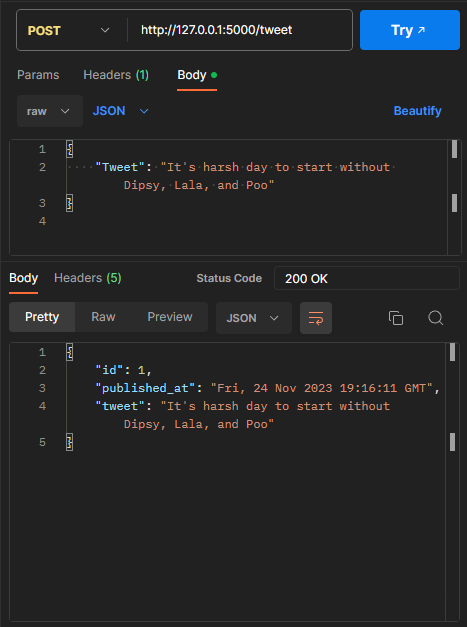 POST http://127.0.0.1:5000/tweet Try ↗
Params Headers (1) Body
raw JSON Beautify
1 {
2 "Tweet": "It's harsh day to start without
Dipsy, Lala, and Poo"
3 }
4
Body Headers (5) Status Code 200 OK
Pretty Raw Preview JSON
1 {
2 "id": 1,
3 "published_at": "Fri, 24 Nov 2023 19:16:11 GMT",
4 "tweet": "It's harsh day to start without
Dipsy, Lala, and Poo"
5 }